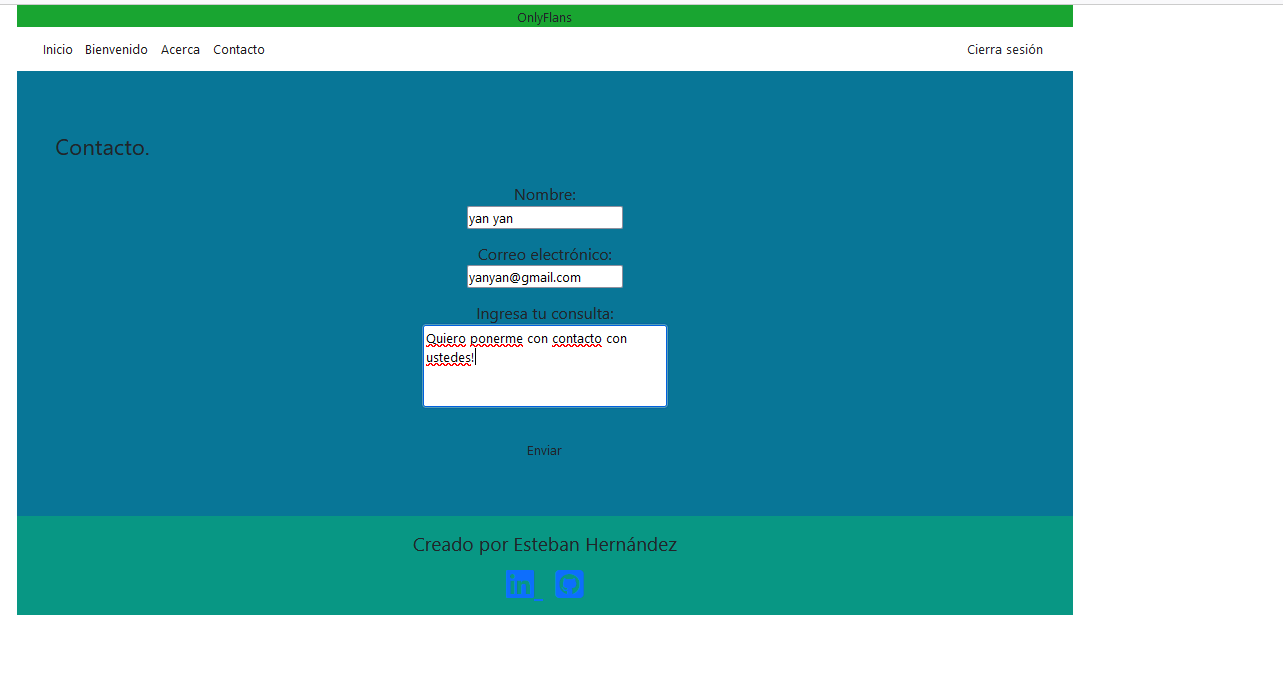 OnlyFlans
Inicio Bienvenido Acerca Contacto Cierra sesión
Contacto.
Nombre:
yan yan
Correo electrónico:
yanyan@gmail.com
Ingresa tu consulta:
Quiero ponerme con contacto con
ustedes!
Enviar
Creado por Esteban Hernández
in